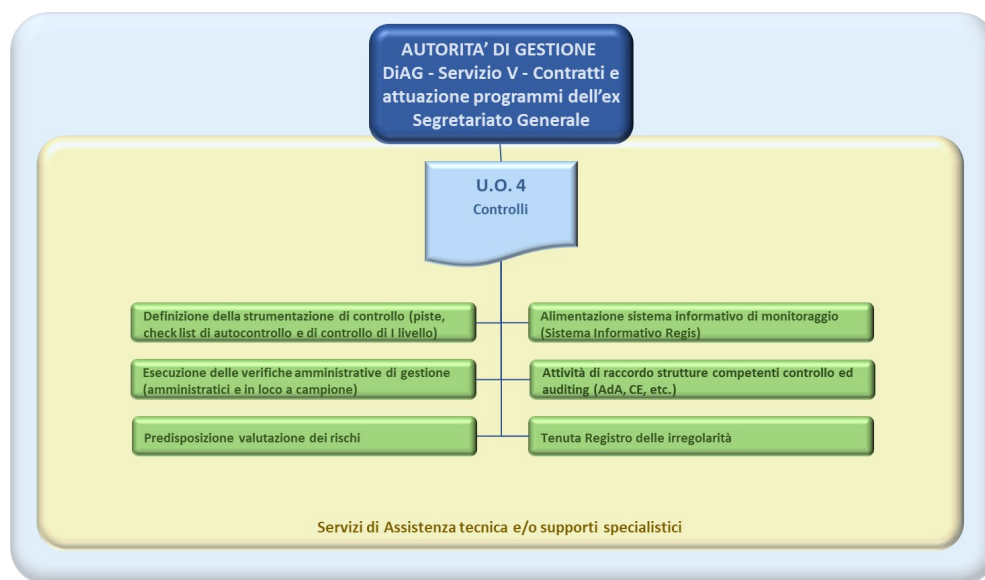 AUTORITA' DI GESTIONE
DiAG - Servizio V - Contratti e
attuazione programmi dell'ex
Segretariato Generale
U.O. 4
Controlli
Definizione della strumentazione di controllo (piste,
check list di autocontrollo e di controllo di I livello)
Alimentazione sistema informativo di monitoraggio
(Sistema Informativo Regis)
Esecuzione delle verifiche amministrative di gestione
(amministratici e in loco a campione)
Attività di raccordo strutture competenti controllo ed
auditing (AdA, CE, etc.)
Predisposizione valutazione dei rischi
Tenuta Registro delle irregolarità
Servizi di Assistenza tecnica e/o supporti specialistici